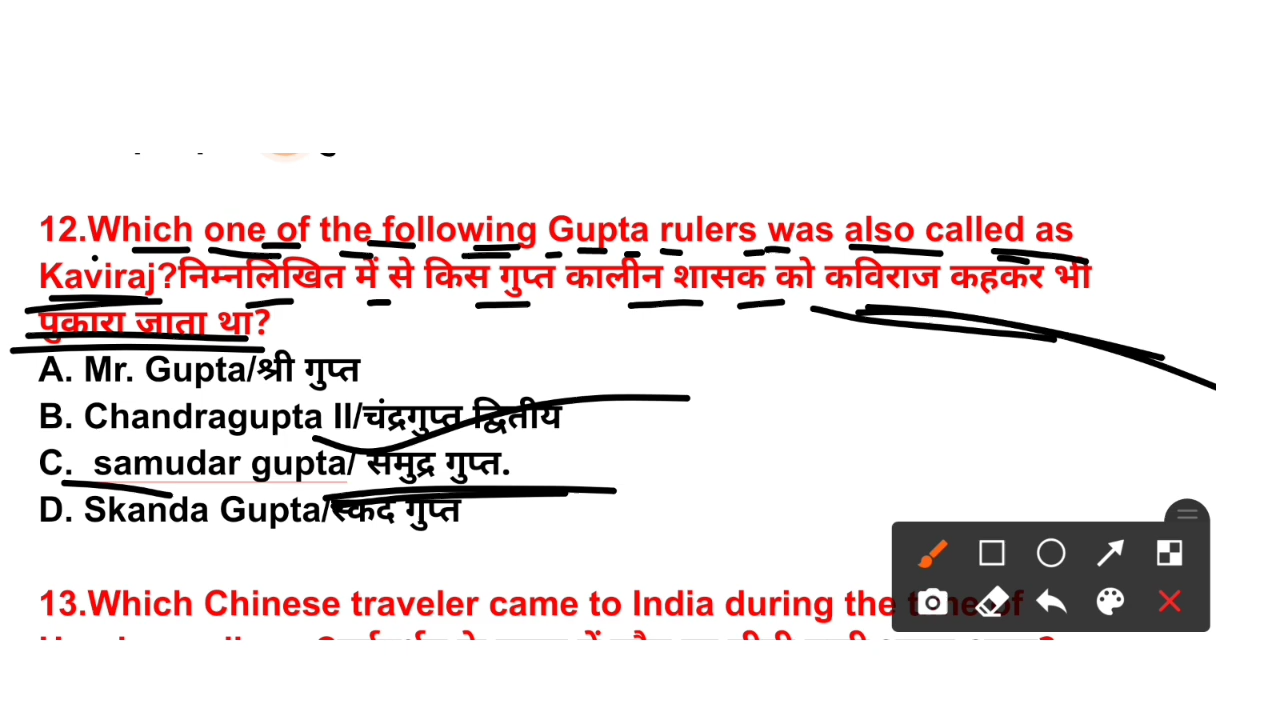 12.Which one of the following Gupta rulers was also called as
Kaviraj?निम्नलिखित में से किस गुप्त कालीन शासक को कविराज कहकर भी
पुकारा जाता था?
A. Mr. Gupta/श्री गुप्त
B. Chandragupta II/चंद्रगुप्त द्वितीय
C. samudar gupta/ समुद्र गुप्त.
D. Skanda Gupta/स्कंद गुप्त
13.Which Chinese traveler came to India during the time of